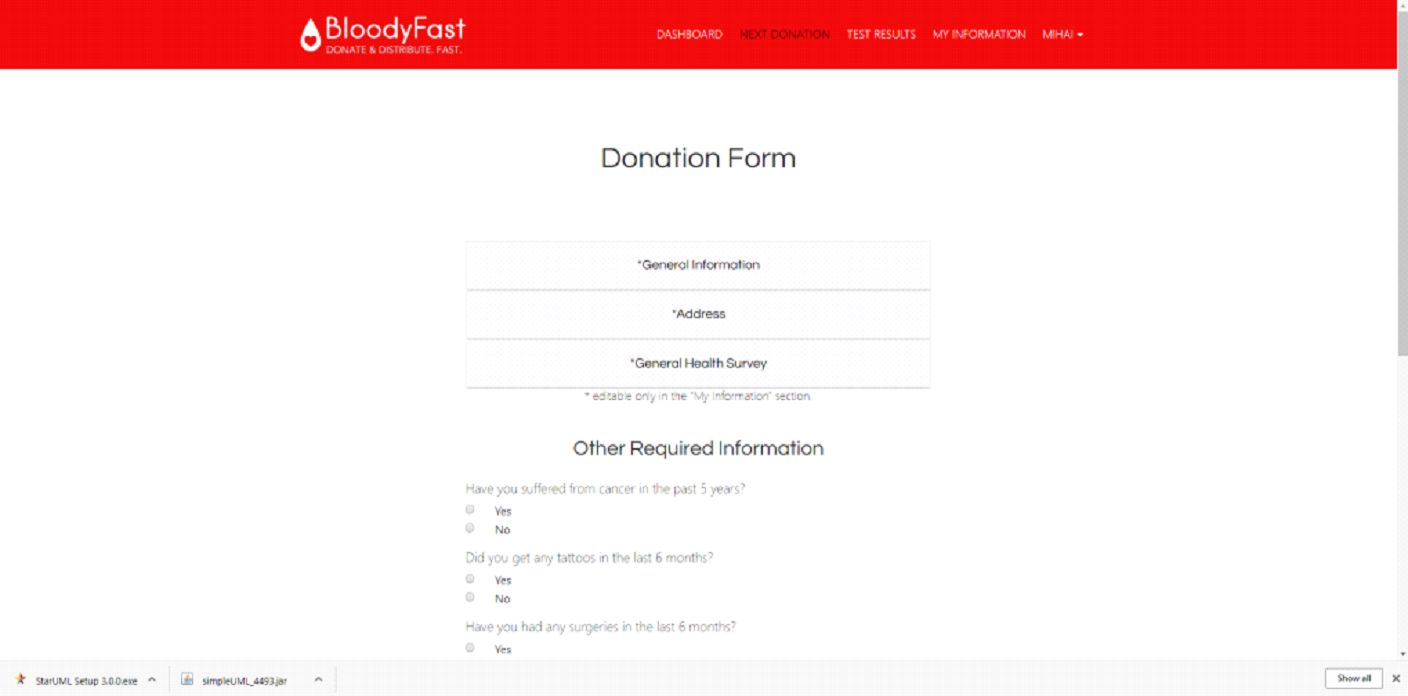 BloodyFast
DONATE & DISTRIBUTE. FAST.
DASHBOARD NEXT DONATION TEST RESULTS MY INFORMATION MIHAI
Donation Form
*General Information
*Address
*General Health Survey
* editable only in the "My Information" section.
Other Required Information
Have you suffered from cancer in the past 5 years?
Yes
No
Did you get any tattoos in the last 6 months?
Yes
No
Have you had any surgeries in the last 6 months?
Yes
StarUML Setup 3.0.0.exe simpleUML_4493.jar Show all